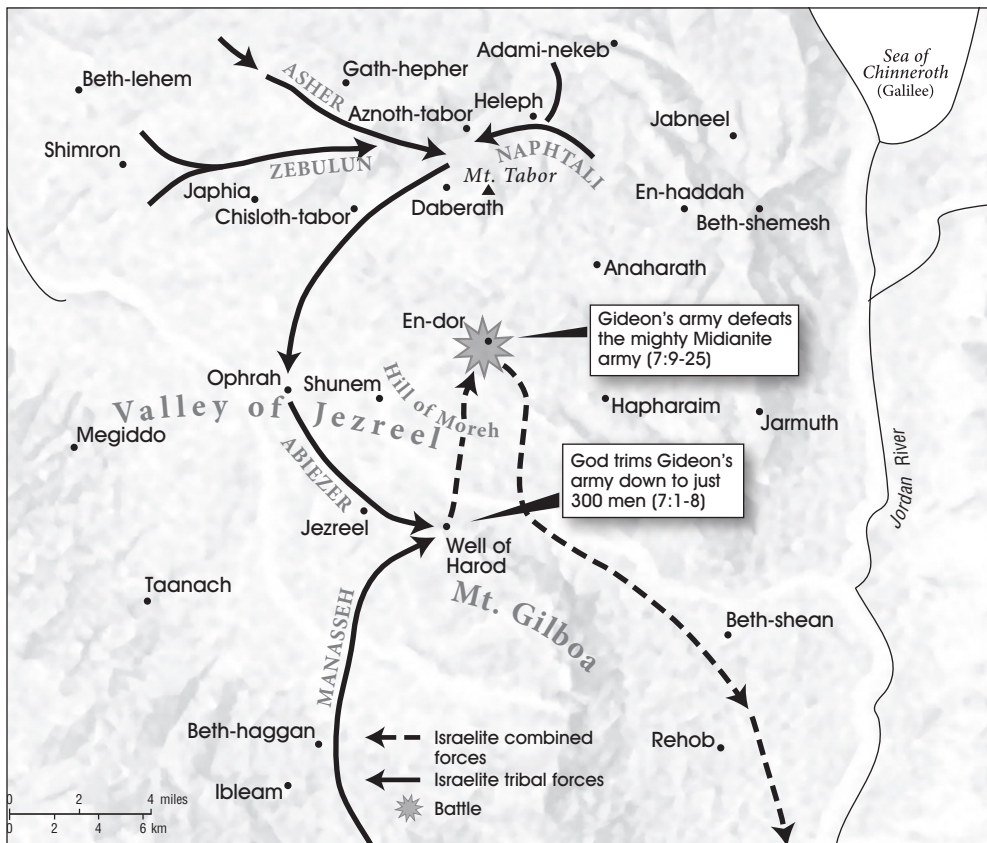 Sea of
Chinneroth
(Galilee)
Adami-nekeb
Beth-lehem
ASHER
Gath-hepher
Aznoth-tabor
Heleph
Jabneel
Shimron
ZEBULUN
NAPHTALI
Mt. Tabor
Japhia
Chisloth-tabor
Daberath
En-haddah
Beth-shemesh
Anaharath
En-dor
Gideon's army defeats
the mighty Midianite
army (7:9-25)
Ophrah
Shunem
Hill of Moreh
Valley of Jezreel
Hapharaim
Jarmuth
Megiddo
ABIEZER
God trims Gideon's
army down to just
300 men (7:1-8)
Jordan River
Jezreel
Well of
Harod
Taanach
MANASSEH
Mt. Gilboa
Beth-shean
Beth-haggan
Rehob
Ibleam
Israelite combined
forces
Israelite tribal forces
Battle
0 2 4 miles
0 2 4 6 km